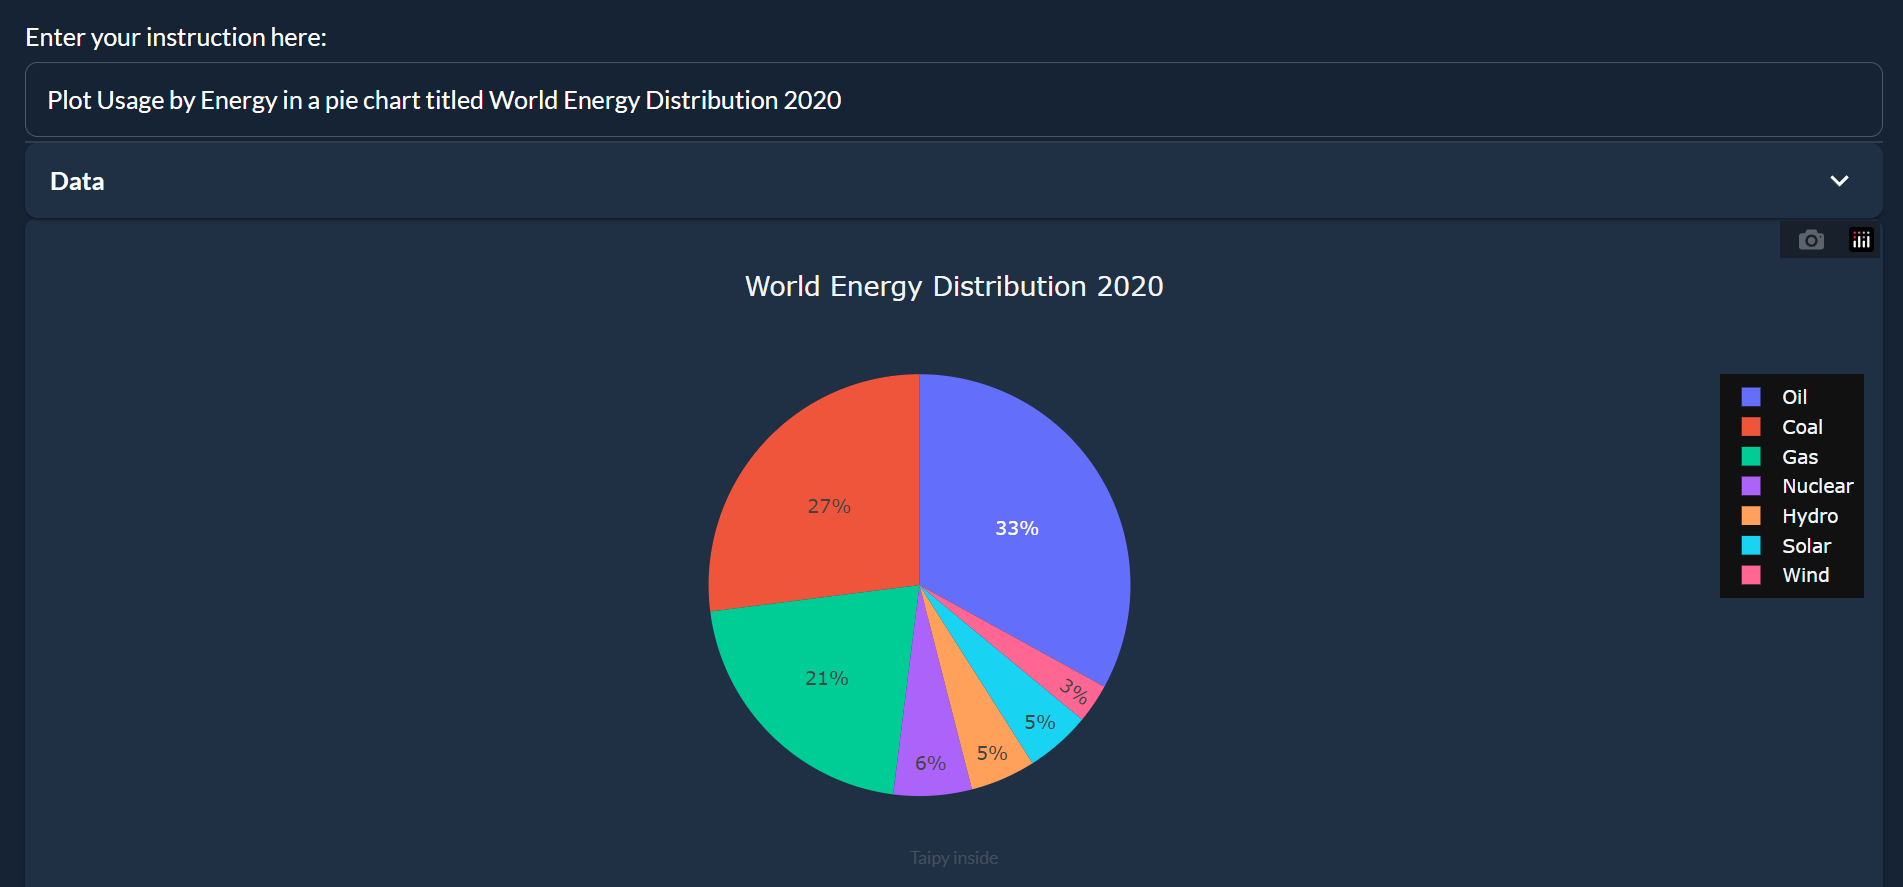 Enter your instruction here:
Plot Usage by Energy in a pie chart titled World Energy Distribution 2020
Data
World Energy Distribution 2020
27%
33%
21%
3%
5%
5%
6%
Oil
Coal
Gas
Nuclear
Hydro
Solar
Wind
Taipy inside